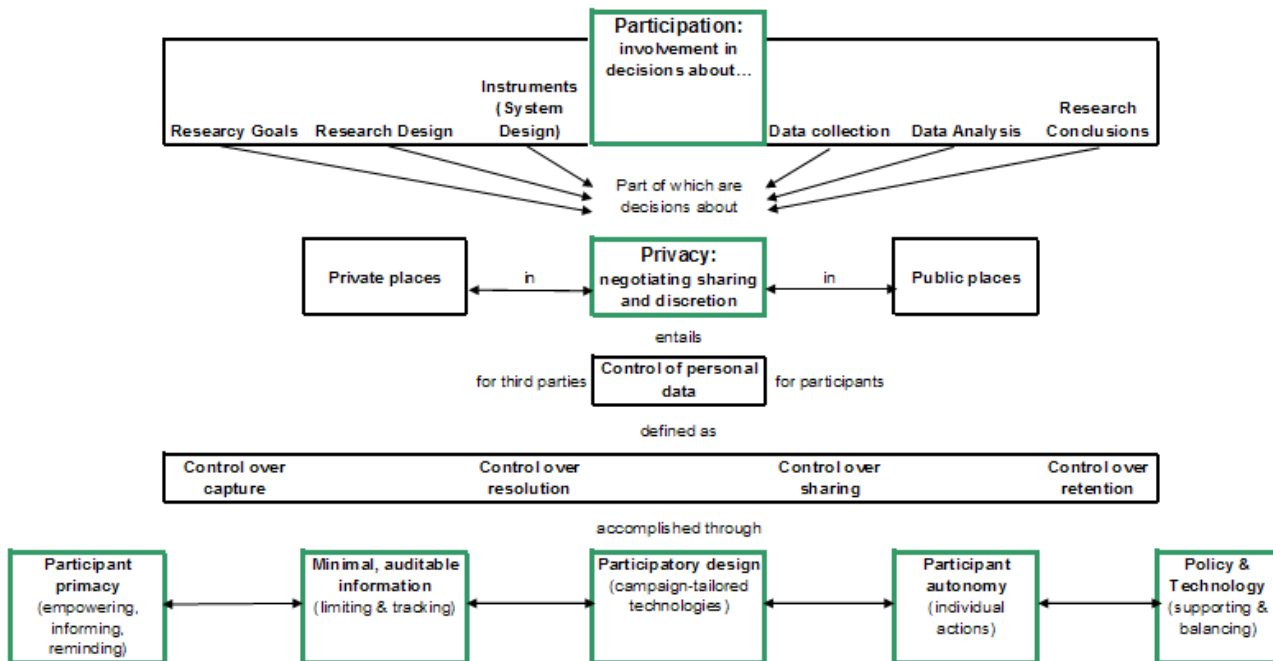 Participation:
involvement in
decisions about...
Instruments
(System
Design)
Researcy Goals
Research Design
Data collection
Data Analysis
Research
Conclusions
Part of which are
decisions about
Private places
in
Privacy:
negotiating sharing
and discretion
in
Public places
entails
for third parties
Control of personal
data
for participants
defined as
Control over
capture
Control over
resolution
Control over
sharing
Control over
retention
accomplished through
Participant
primacy
(empowering,
informing,
reminding)
Minimal, auditable
information
(limiting & tracking)
Participatory design
(campaign-tailored
technologies)
Participant
autonomy
(individual
actions)
Policy &
Technology
(supporting &
balancing)